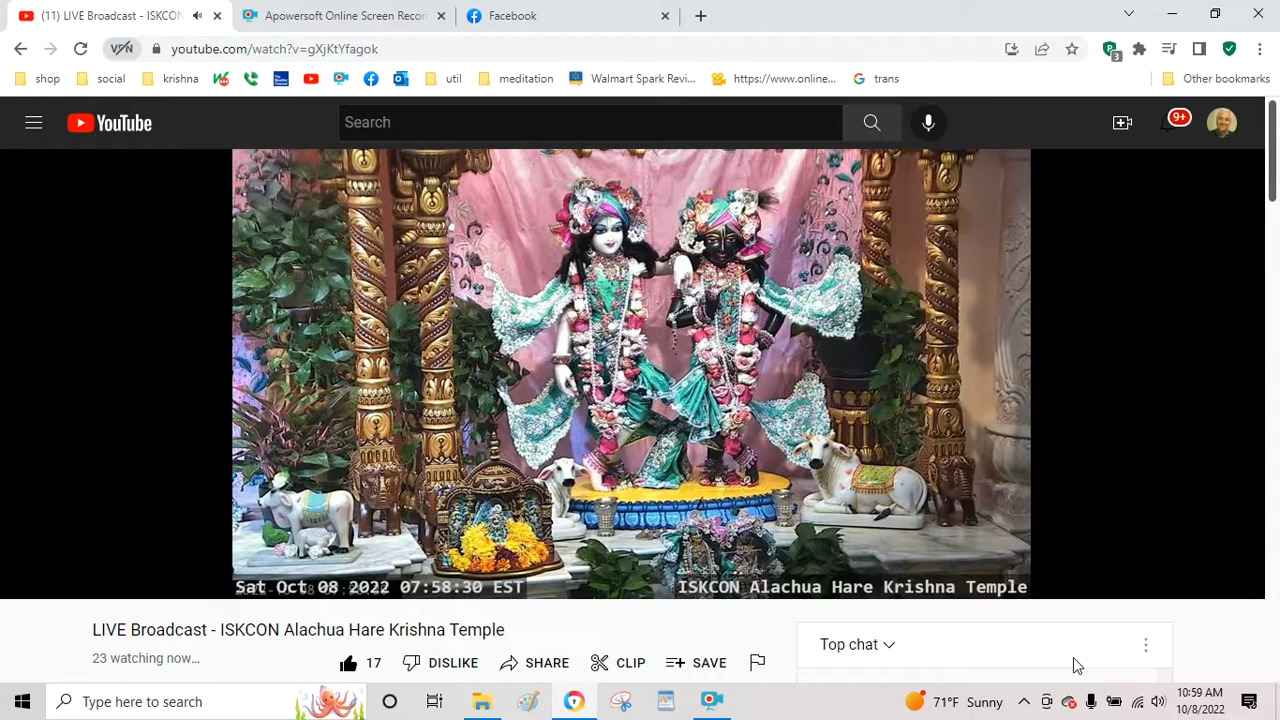 (11) LIVE Broadcast - ISKCON
Apowersoft Online Screen Recor
Facebook
VPN
youtube.com/watch?v=gXjKtYfagok
3
shop
social
krishna
Walmart Spark Revi...
https://www.online...
util
meditation
trans
Other bookmarks
YouTube
Search
9+
Sat Oct 08 2022 07:58:30 EST
ISKCON Alachua Hare Krishna Temple
LIVE Broadcast - ISKCON Alachua Hare Krishna Temple
23 watching now...
17
DISLIKE
SHARE
CLIP
SAVE
Top chat
Type here to search
71°F Sunny
10:59 AM
10/8/2022